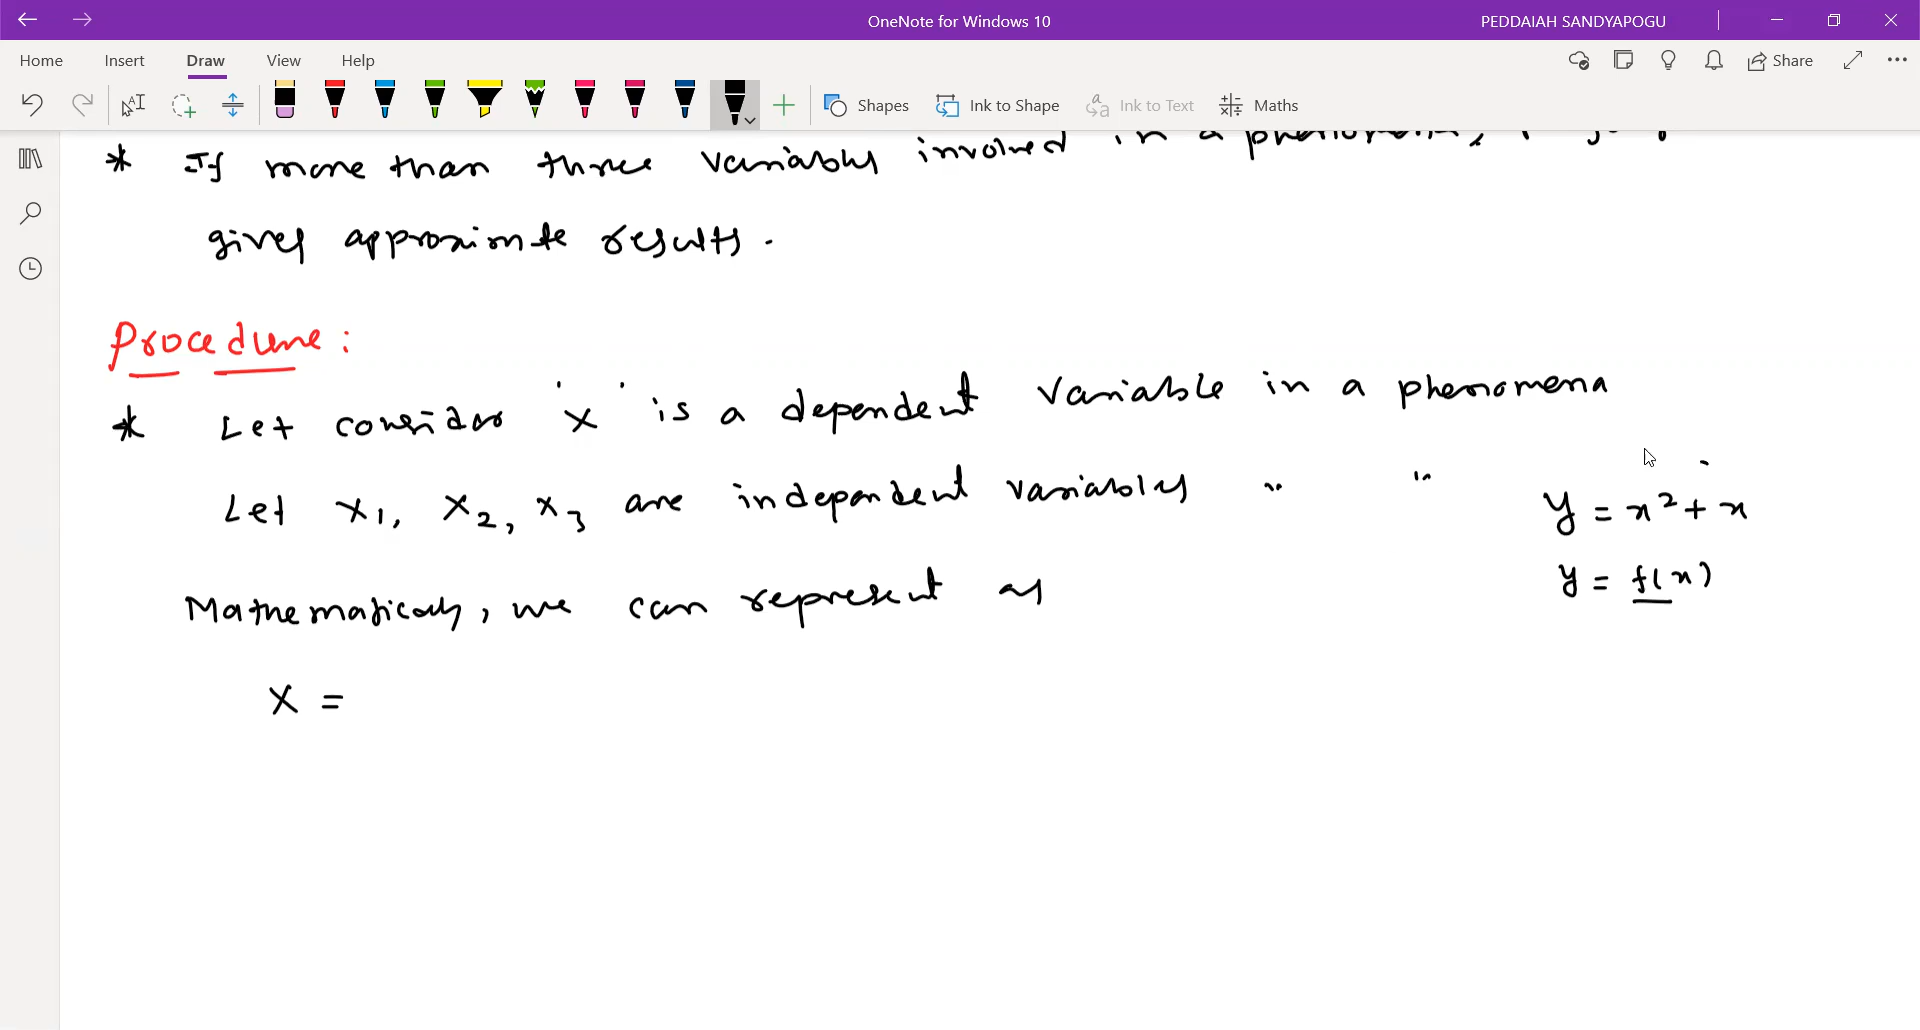 OneNote for Windows 10
PEDDAIAH SANDYAPOGU
Home Insert Draw View Help
Share
Shapes Ink to Shape Ink to Text Maths
* If more than three variables involved in a phenomena,
gives approximate results.
Procedure:
* Let consider 'X' is a dependent variable in a phenomena
Let X1, X2, X3 are independent variables " "
y = x² + x
y = f(x)
Mathematically, we can represent as
X =